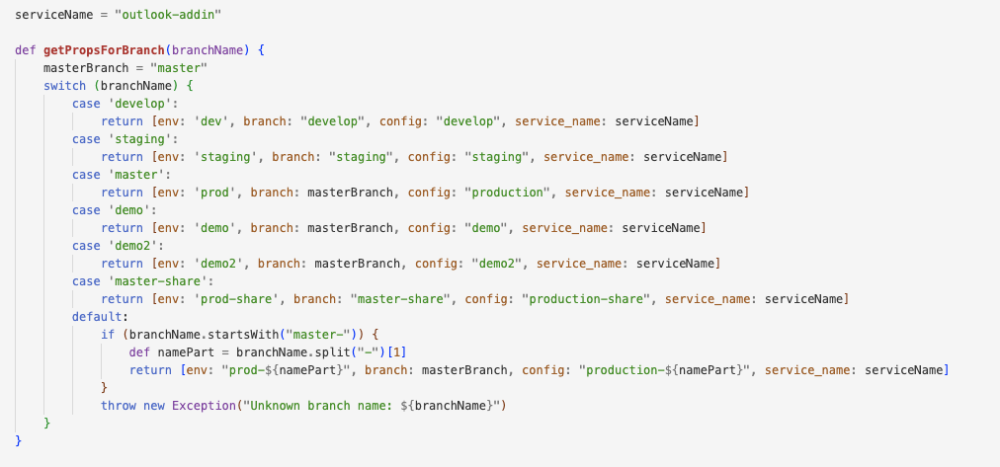 serviceName = "outlook-addin"

def getPropsForBranch(branchName) {
    masterBranch = "master"
    switch (branchName) {
        case 'develop':
            return [env: 'dev', branch: "develop", config: "develop", service_name: serviceName]
        case 'staging':
            return [env: 'staging', branch: "staging", config: "staging", service_name: serviceName]
        case 'master':
            return [env: 'prod', branch: masterBranch, config: "production", service_name: serviceName]
        case 'demo':
            return [env: 'demo', branch: masterBranch, config: "demo", service_name: serviceName]
        case 'demo2':
            return [env: 'demo2', branch: masterBranch, config: "demo2", service_name: serviceName]
        case 'master-share':
            return [env: 'prod-share', branch: "master-share", config: "production-share", service_name: serviceName]
        default:
            if (branchName.startsWith("master-")) {
                def namePart = branchName.split("-")[1]
                return [env: "prod-${namePart}", branch: masterBranch, config: "production-${namePart}", service_name: serviceName]
            }
            throw new Exception("Unknown branch name: ${branchName}")
    }
}